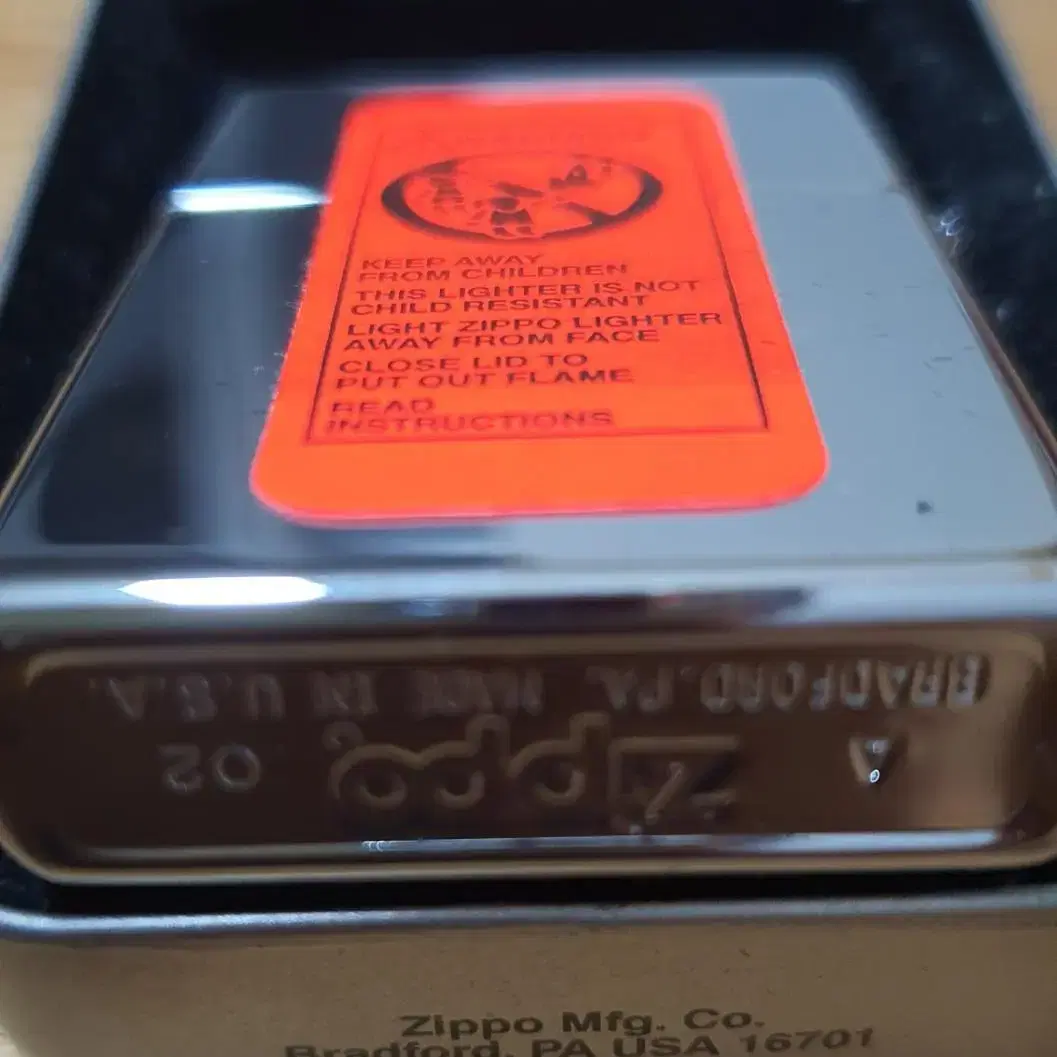 KEEP AWAY
FROM CHILDREN
THIS LIGHTER IS NOT
CHILD RESISTANT
LIGHT ZIPPO LIGHTER
AWAY FROM FACE
CLOSE LID TO
PUT OUT FLAME
READ
INSTRUCTIONS
A Zippo 02
BRADFORD, PA. MADE IN U.S.A.
Zippo Mfg. Co.
Bradford, PA USA 16701